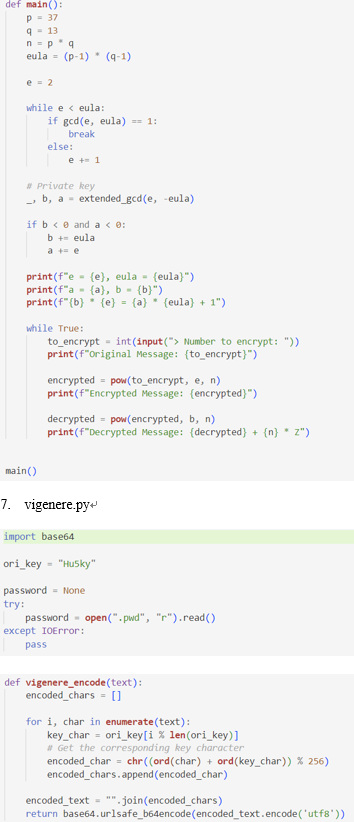 def main():
    p = 37
    q = 13
    n = p * q
    eula = (p-1) * (q-1)

    e = 2

    while e < eula:
        if gcd(e, eula) == 1:
            break
        else:
            e += 1

    # Private key
    _, b, a = extended_gcd(e, -eula)

    if b < 0 and a < 0:
        b += eula
        a += e

    print(f"e = {e}, eula = {eula}")
    print(f"a = {a}, b = {b}")
    print(f"{b} * {e} = {a} * {eula} + 1")

    while True:
        to_encrypt = int(input("> Number to encrypt: "))
        print(f"Original Message: {to_encrypt}")

        encrypted = pow(to_encrypt, e, n)
        print(f"Encrypted Message: {encrypted}")

        decrypted = pow(encrypted, b, n)
        print(f"Decrypted Message: {decrypted} + {n} * Z")


main()
7. vigenere.py↵
import base64

ori_key = "Hu5ky"

password = None
try:
    password = open(".pwd", "r").read()
except IOError:
    pass

def vigenere_encode(text):
    encoded_chars = []

    for i, char in enumerate(text):
        key_char = ori_key[i % len(ori_key)]
        # Get the corresponding key character
        encoded_char = chr((ord(char) + ord(key_char)) % 256)
        encoded_chars.append(encoded_char)

    encoded_text = "".join(encoded_chars)
    return base64.urlsafe_b64encode(encoded_text.encode('utf8'))